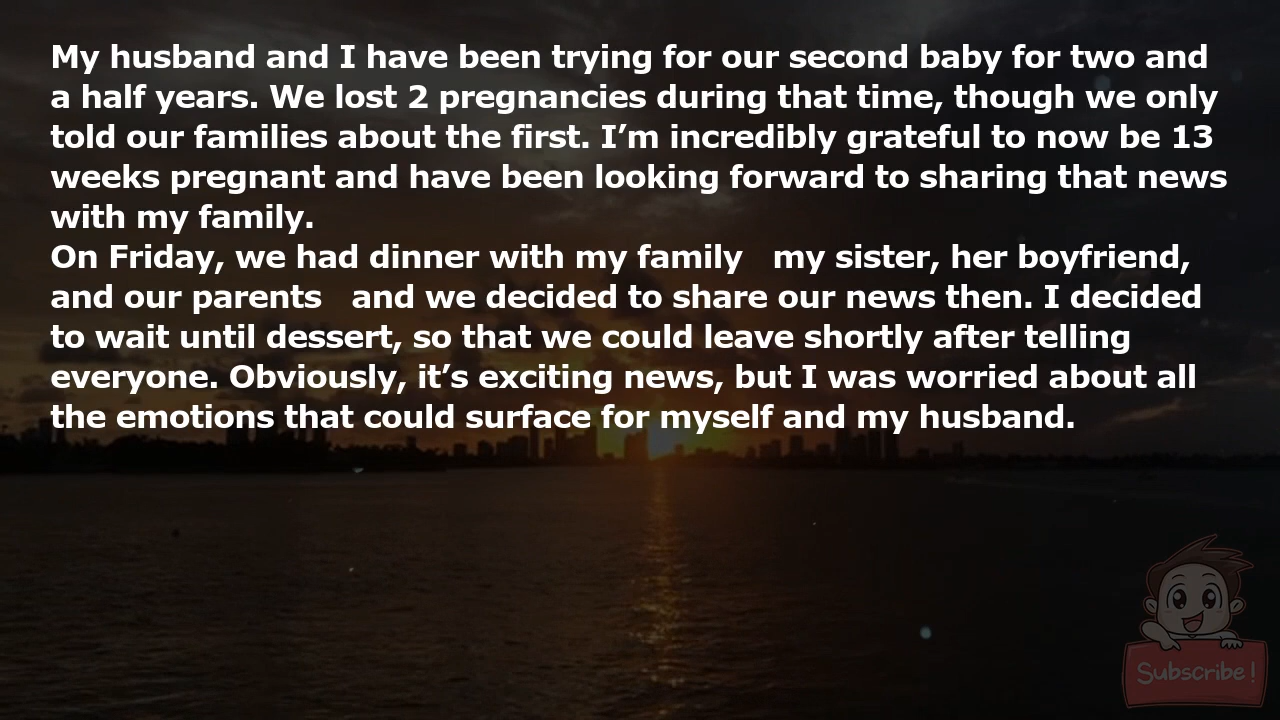 My husband and I have been trying for our second baby for two and
a half years. We lost 2 pregnancies during that time, though we only
told our families about the first. I’m incredibly grateful to now be 13
weeks pregnant and have been looking forward to sharing that news
with my family.
On Friday, we had dinner with my family   my sister, her boyfriend,
and our parents   and we decided to share our news then. I decided
to wait until dessert, so that we could leave shortly after telling
everyone. Obviously, it’s exciting news, but I was worried about all
the emotions that could surface for myself and my husband.
Subscribe!